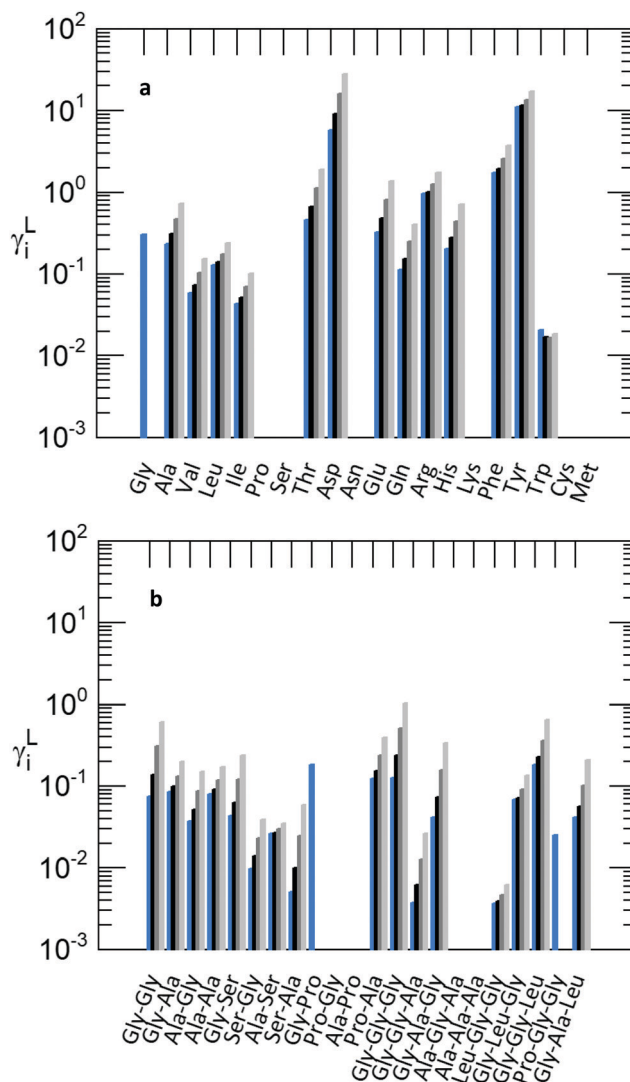 a
10^2
10^1
10^0
10^-1
10^-2
10^-3
γ_i^L
Gly
Ala
Val
Leu
Ile
Pro
Ser
Thr
Asp
Asn
Glu
Gln
Arg
His
Lys
Phe
Tyr
Trp
Cys
Met
b
10^2
10^1
10^0
10^-1
10^-2
10^-3
γ_i^L
Gly-Gly
Gly-Ala
Ala-Gly
Ala-Ala
Gly-Ser
Ser-Gly
Ala-Ser
Ser-Ala
Gly-Pro
Pro-Gly
Ala-Pro
Pro-Ala
Gly-Gly-Gly
Gly-Gly-Ala
Gly-Ala-Gly
Ala-Gly-Ala
Ala-Ala-Ala
Leu-Gly-Gly
Gly-Leu-Gly
Gly-Gly-Leu
Pro-Gly-Gly
Gly-Ala-Leu